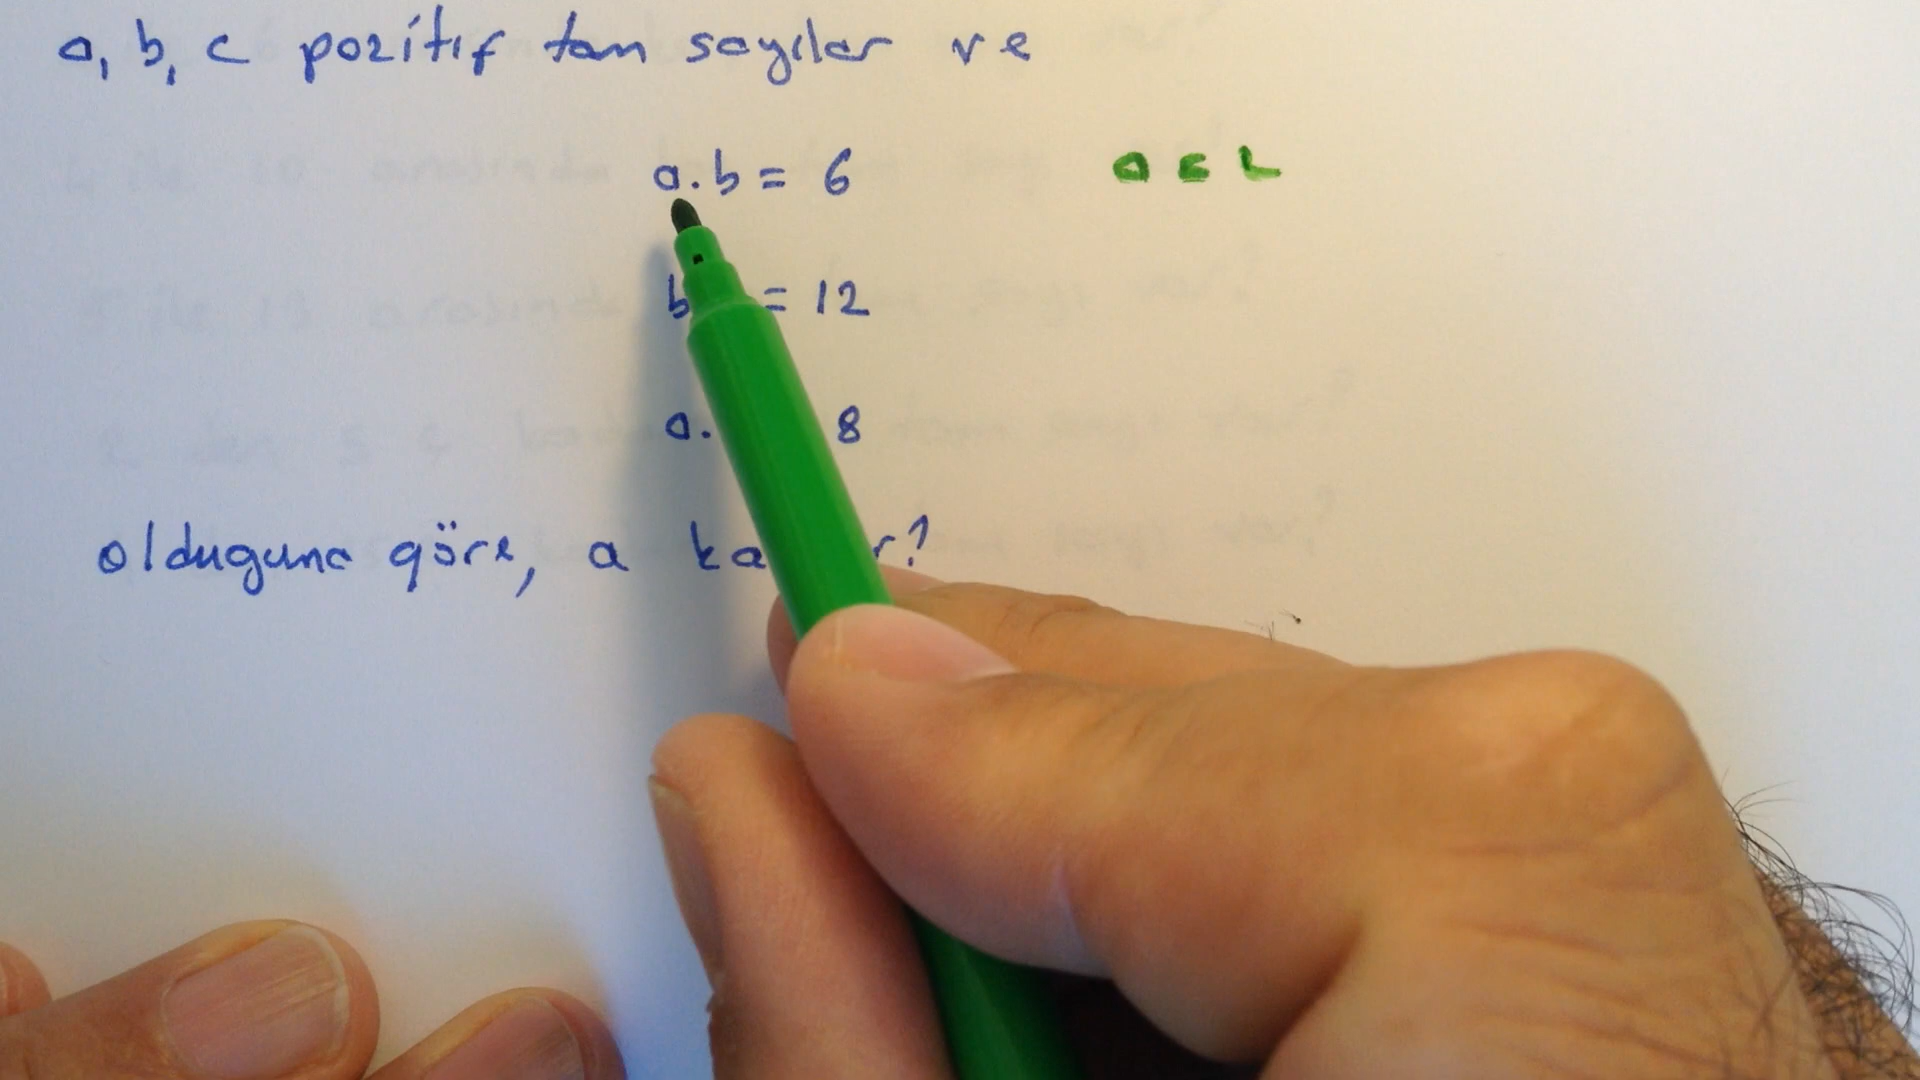 a, b, c pozitif tam sayılar ve
a.b = 6
b = 12
a. 8
olduguna göre, a